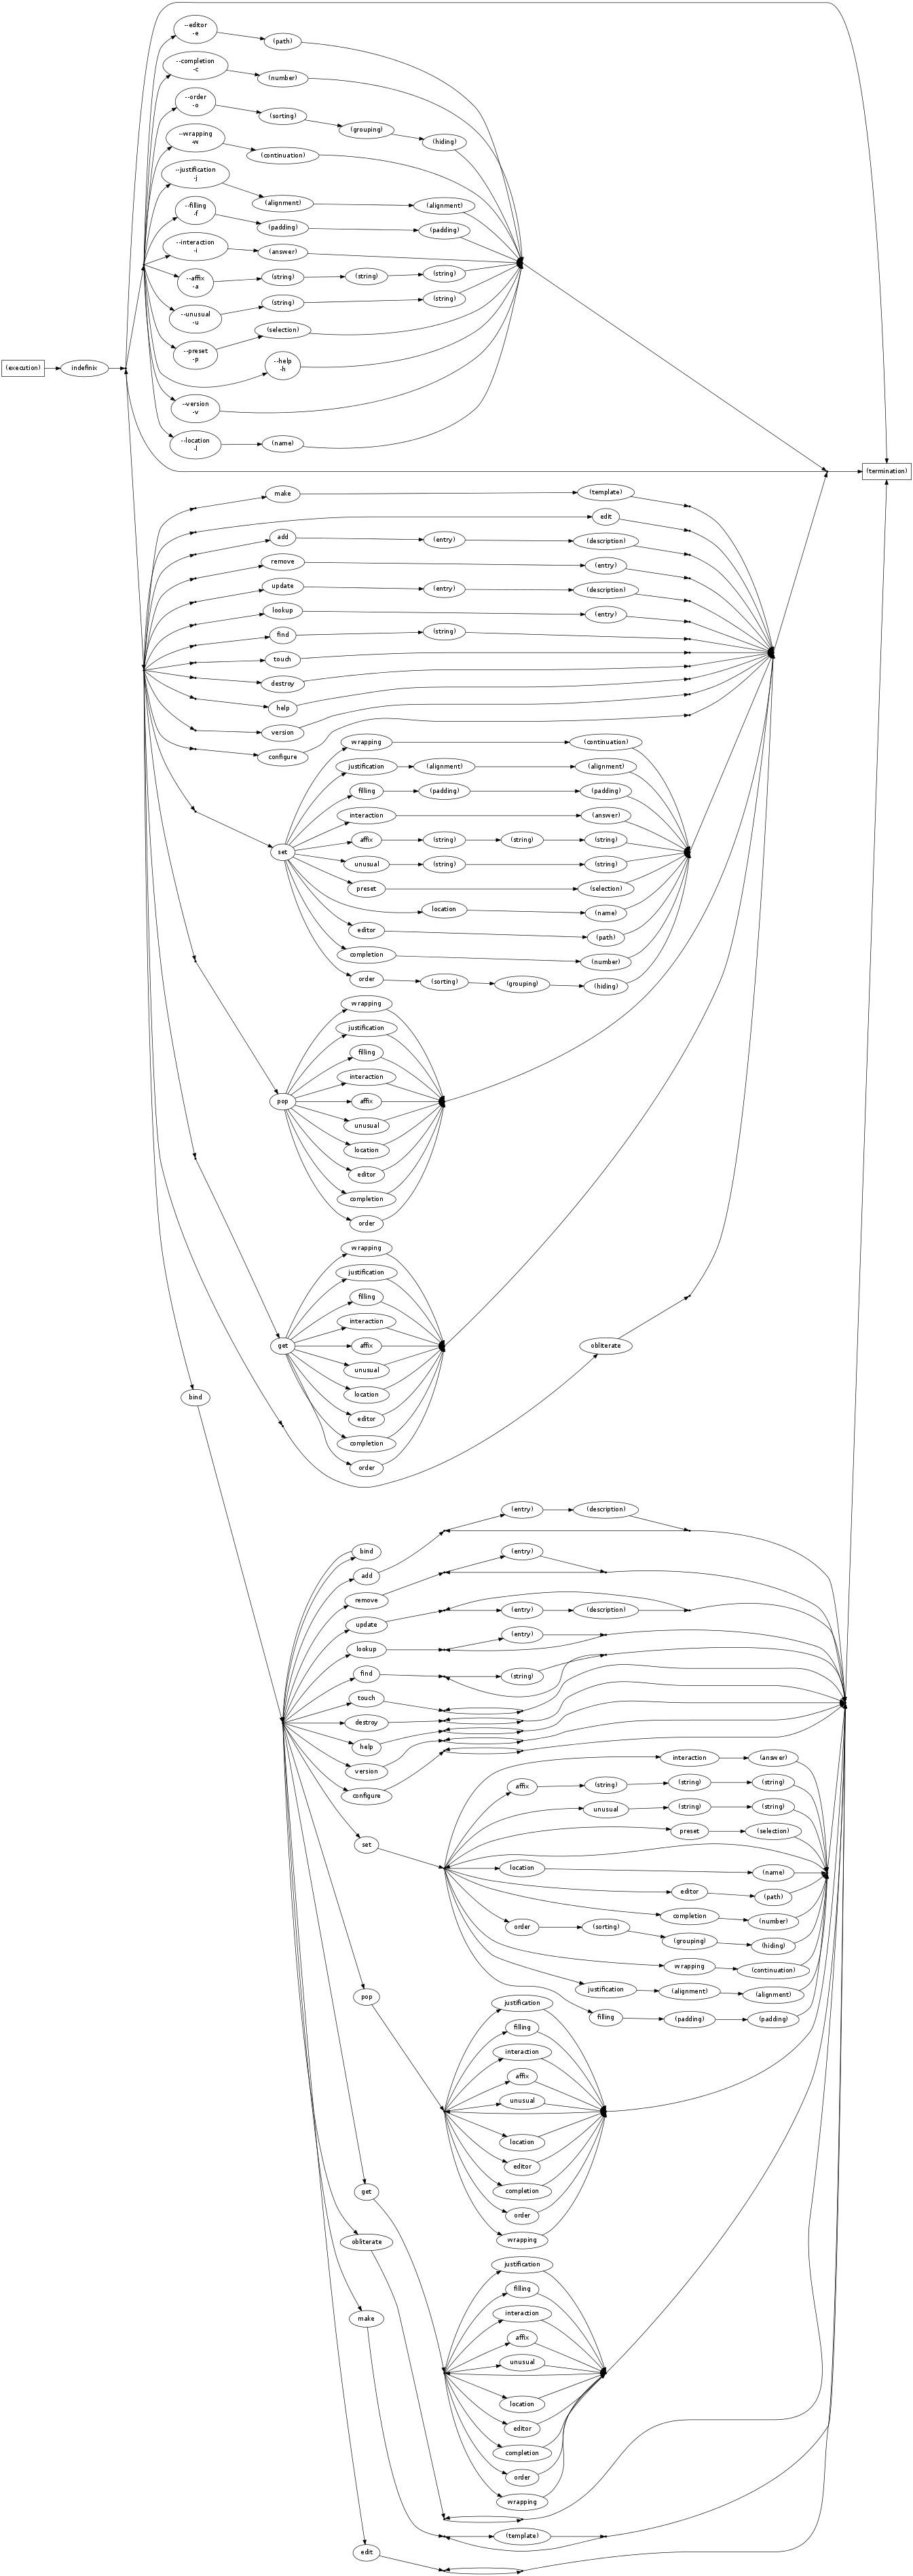 --editor
-e
(path)
--completion
-c
(number)
--order
-o
(sorting)
(grouping)
(hiding)
--wrapping
-w
(continuation)
--justification
-j
(alignment)
(alignment)
--filling
-f
(padding)
(padding)
--interaction
-i
(answer)
--affix
-a
(string)
(string)
(string)
--unusual
-u
(string)
(string)
--preset
-p
(selection)
--help
-h
(execution)
indefinix
--version
-v
--location
-l
(name)
(termination)
make
(template)
edit
add
(entry)
(description)
remove
(entry)
update
(entry)
(description)
lookup
(entry)
find
(string)
touch
destroy
help
version
configure
set
wrapping
(continuation)
justification
(alignment)
(alignment)
filling
(padding)
(padding)
interaction
(answer)
affix
(string)
(string)
(string)
unusual
(string)
(string)
preset
(selection)
location
(name)
editor
(path)
completion
(number)
order
(sorting)
(grouping)
(hiding)
pop
wrapping
justification
filling
interaction
affix
unusual
location
editor
completion
order
get
wrapping
justification
filling
interaction
affix
unusual
location
editor
completion
order
obliterate
bind
bind
add
(entry)
(description)
remove
(entry)
update
(entry)
(description)
lookup
(entry)
find
(string)
touch
destroy
help
version
configure
set
interaction
(answer)
affix
(string)
(string)
(string)
unusual
(string)
(string)
preset
(selection)
location
(name)
editor
(path)
completion
(number)
order
(sorting)
(grouping)
(hiding)
wrapping
(continuation)
justification
(alignment)
(alignment)
filling
(padding)
(padding)
pop
justification
filling
interaction
affix
unusual
location
editor
completion
order
wrapping
get
obliterate
justification
filling
interaction
affix
unusual
location
editor
completion
order
wrapping
make
(template)
edit